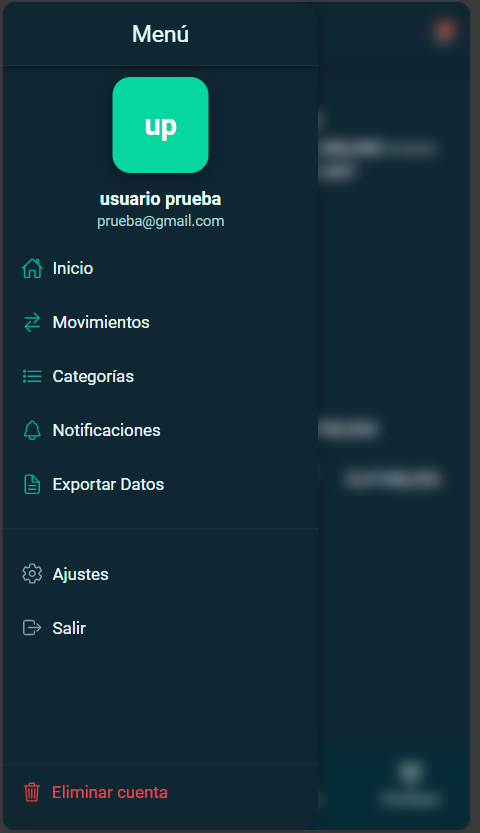 Menú
up
usuario prueba
prueba@gmail.com
Inicio
Movimientos
Categorías
Notificaciones
Exportar Datos
Ajustes
Salir
Eliminar cuenta